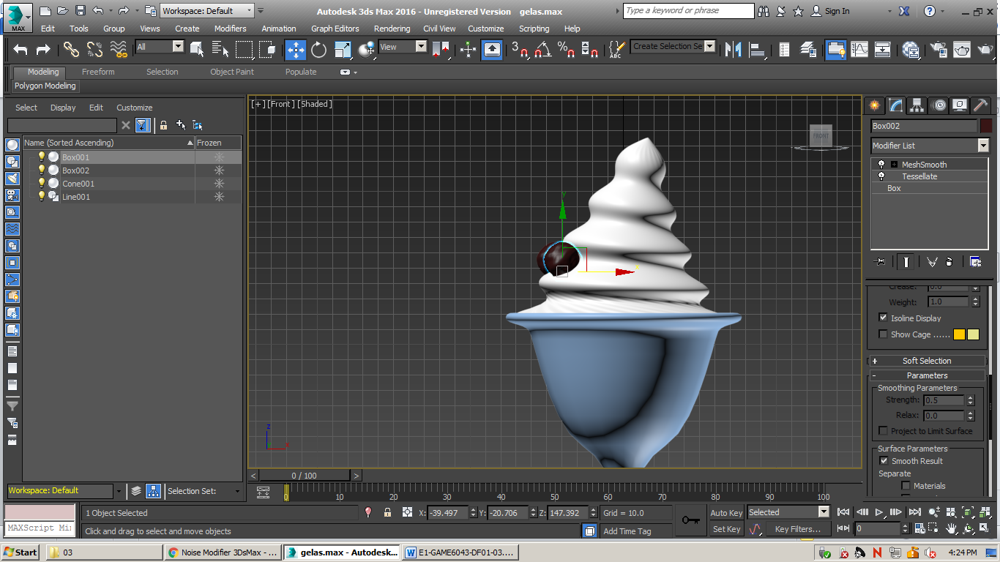 Workspace: Default
Autodesk 3ds Max 2016 - Unregistered Version gelas.max
Type a keyword or phrase
Sign In
MAX
Edit Tools Group Views Create Modifiers Animation Graph Editors Rendering Civil View Customize Scripting Help
All
View
3
ABC
Create Selection Se
Modeling Freeform Selection Object Paint Populate
Polygon Modeling
Select Display Edit Customize
Name (Sorted Ascending) Frozen
Box001
Box002
Cone001
Line001
[+] [Front] [Shaded]
FRONT
y
z
x
Box002
Modifier List
MeshSmooth
Tessellate
Box
Crease: 0.0
Weight: 1.0
Isoline Display
Show Cage ......
+ Soft Selection
- Parameters
Smoothing Parameters
Strength: 0.5
Relax: 0.0
Project to Limit Surface
Surface Parameters
Smooth Result
Separate
Materials
< 0 / 100 >
Workspace: Default
Selection Set:
0 10 20 30 40 50 60 70 80 90 100
1 Object Selected
X: -39.497 Y: -20.706 Z: 147.392
Grid = 10.0
Auto Key
Selected
MAXScript Mi
Click and drag to select and move objects
Add Time Tag
Set Key
Key Filters...
0
Start
03
Noise Modifier 3DsMax - ...
gelas.max - Autodesk...
E1-GAME6043-DF01-03....
4:24 PM